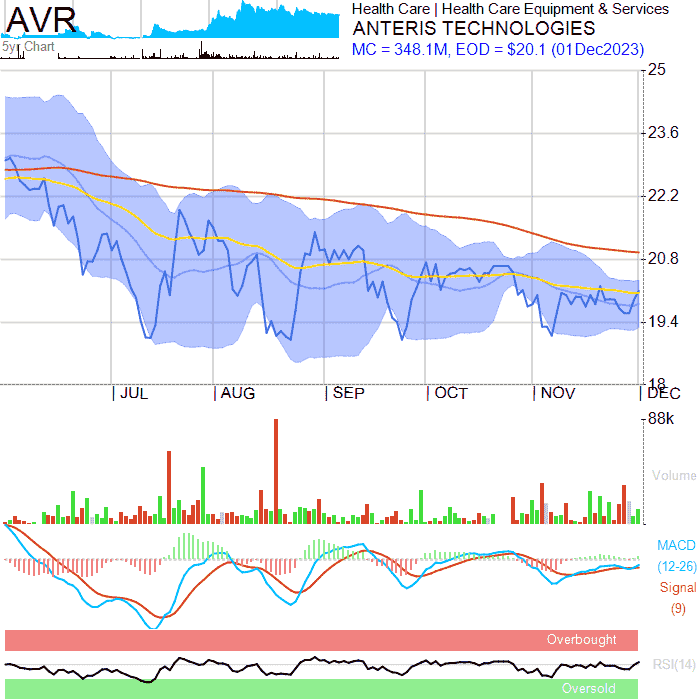 AVR
5yr Chart
Health Care | Health Care Equipment & Services
ANTERIS TECHNOLOGIES
MC = 348.1M, EOD = $20.1 (01Dec2023)
25
23.6
22.2
20.8
19.4
18
JUL AUG SEP OCT NOV DEC
88k
Volume
MACD
(12-26)
Signal
(9)
Overbought
RSI(14)
Oversold